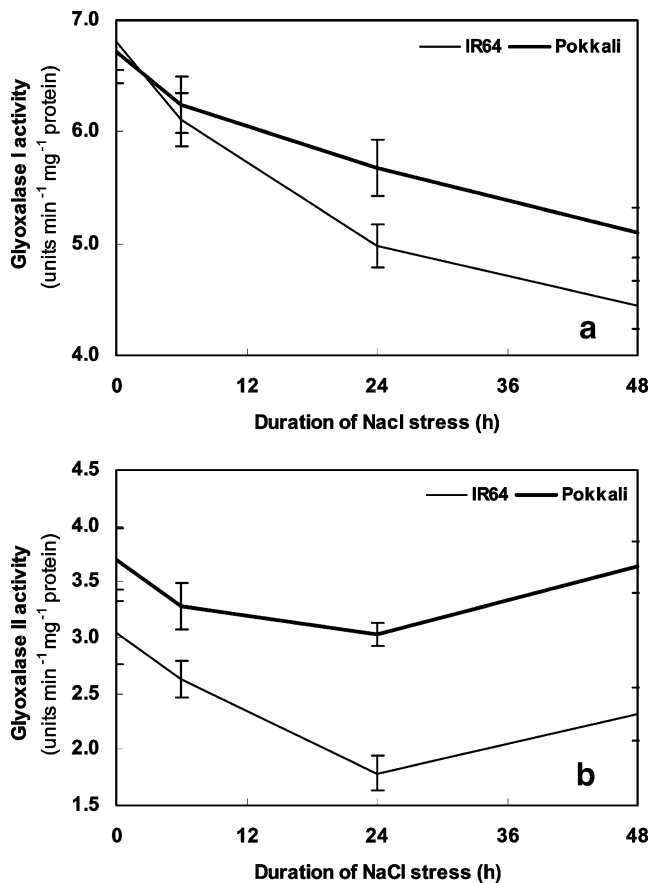 7.0
IR64 Pokkali
6.0
5.0
4.0
Glyoxalase I activity
(units min⁻¹ mg⁻¹ protein)
a
0 12 24 36 48
Duration of Nacl stress (h)
4.5
IR64 Pokkali
4.0
3.5
3.0
2.5
2.0
1.5
Glyoxalase II activity
(units min⁻¹ mg⁻¹ protein)
b
0 12 24 36 48
Duration of NaCl stress (h)